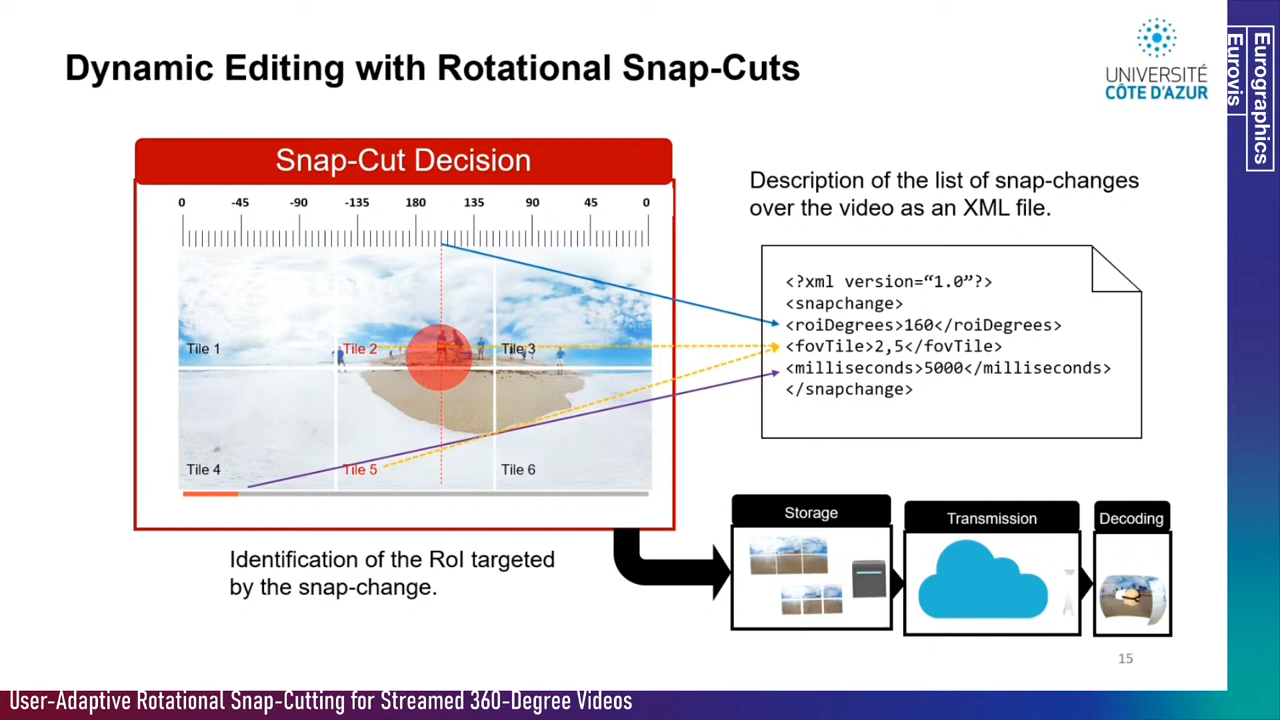 Dynamic Editing with Rotational Snap-Cuts
UNIVERSITÉ
CÔTE D'AZUR
Eurographics
Eurovis
Snap-Cut Decision
0 -45 -90 -135 180 135 90 45 0
Tile 1 Tile 2 Tile 3
Tile 4 Tile 5 Tile 6
Identification of the RoI targeted
by the snap-change.
Description of the list of snap-changes
over the video as an XML file.
<?xml version=“1.0”?>
<snapchange>
<roiDegrees>160</roiDegrees>
<fovTile>2,5</fovTile>
<milliseconds>5000</milliseconds>
</snapchange>
Storage
Transmission
Decoding
15
User-Adaptive Rotational Snap-Cutting for Streamed 360-Degree Videos